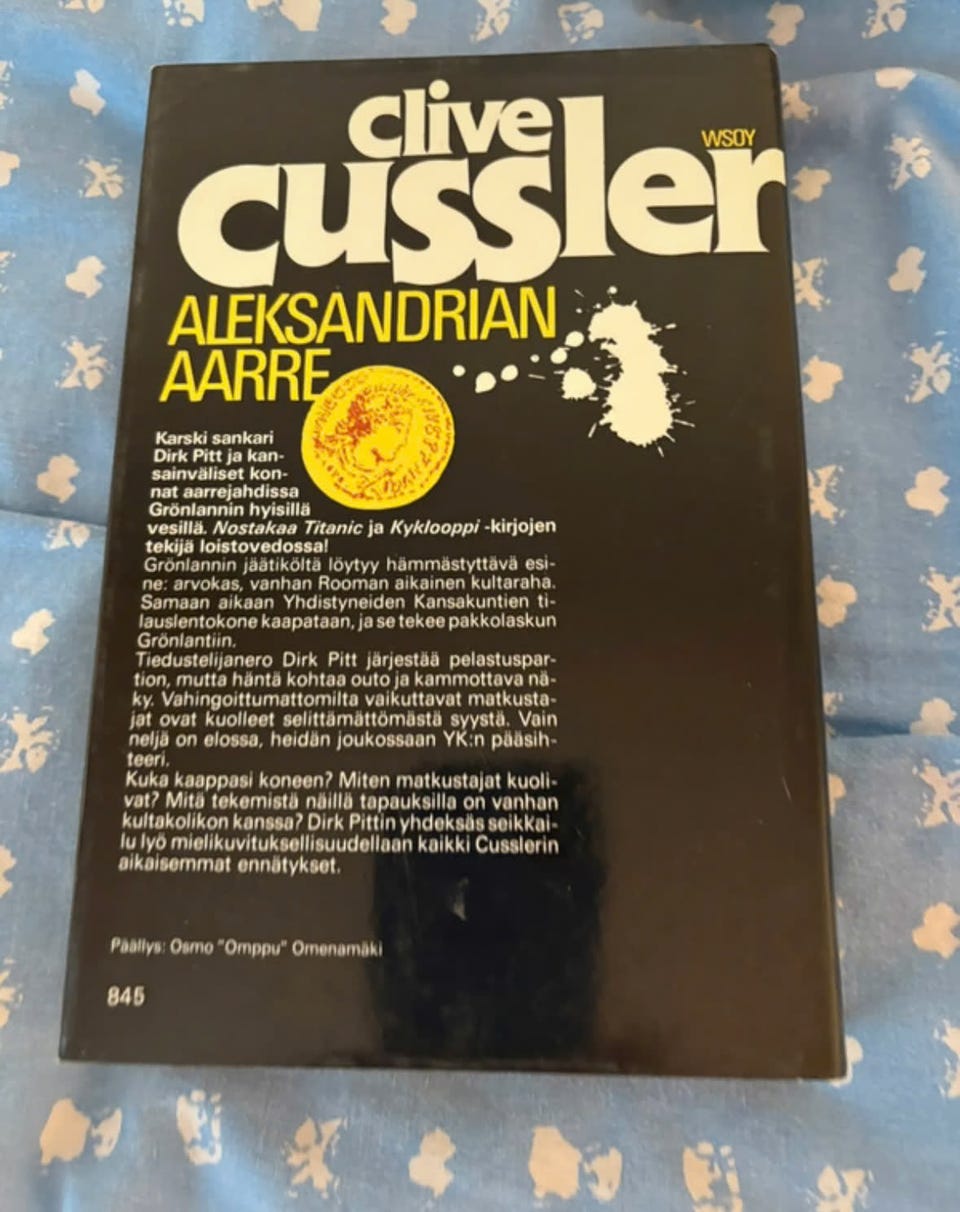 clive
cussler
WSOY
ALEKSANDRIAN
AARRE
Karski sankari
Dirk Pitt ja kan-
sainväliset kon-
nat aarrejahdissa
Grönlannin hyisillä
vesillä. Nostakaa Titanic ja Kyklooppi -kirjojen
tekijä loistovedossa!
Grönlannin jäätiköltä löytyy hämmästyttävä esi-
ne: arvokas, vanhan Rooman aikainen kultaraha.
Samaan aikaan Yhdistyneiden Kansakuntien ti-
lauslentokone kaapataan, ja se tekee pakkolaskun
Grönlantiin.
Tiedustelijanero Dirk Pitt järjestää pelastuspar-
tion, mutta häntä kohtaa outo ja kammottava nä-
ky. Vahingoittumattomilta vaikuttavat matkusta-
jat ovat kuolleet selittämättömästä syystä. Vain
neljä on elossa, heidän joukossaan YK:n pääsih-
teeri.
Kuka kaappasi koneen? Miten matkustajat kuoli-
vat? Mitä tekemistä näillä tapauksilla on vanhan
kultakolikon kanssa? Dirk Pittin yhdeksäs seikkai-
lu lyö mielikuvituksellisuudellaan kaikki Cusslerin
aikaisemmat ennätykset.
Päällys: Osmo "Omppu" Omenamäki
845